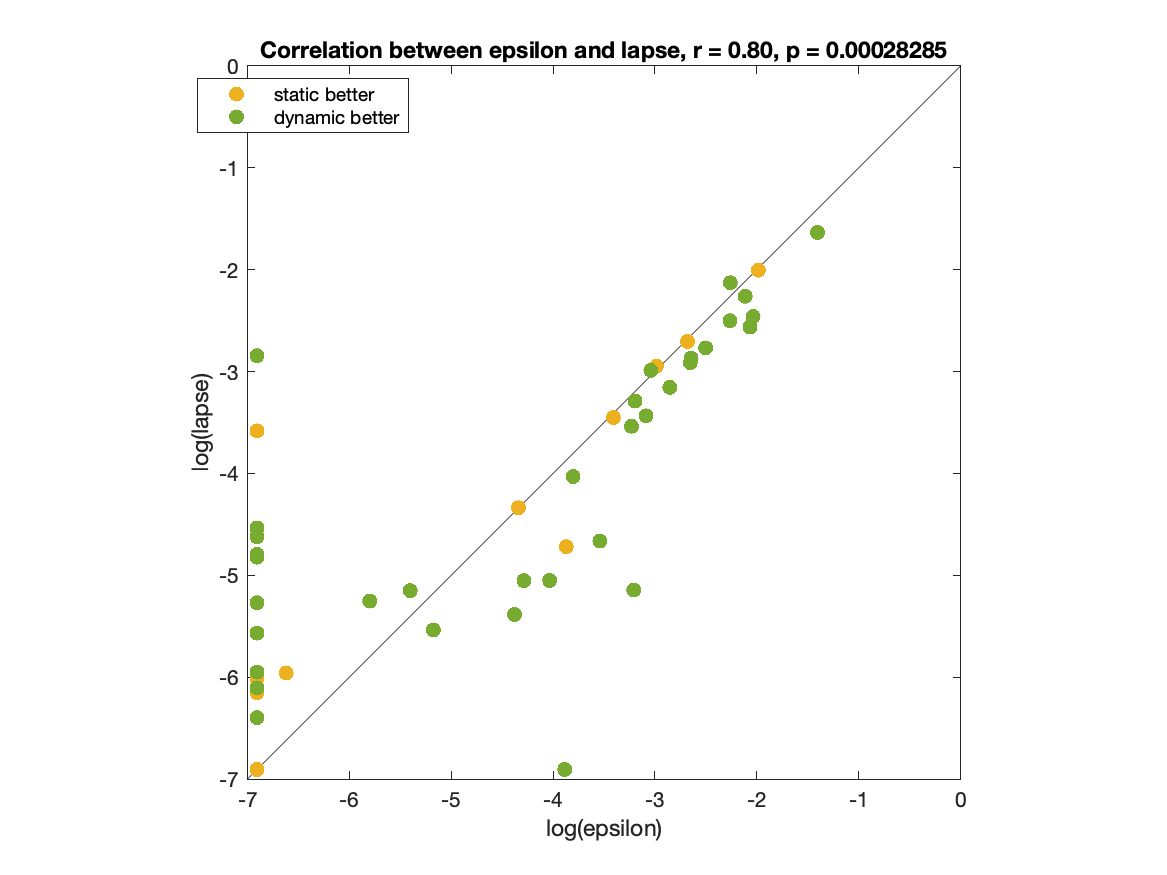 Correlation between epsilon and lapse, r = 0.80, p = 0.00028285
static better
dynamic better
0
-1
-2
-3
-4
-5
-6
-7
log(lapse)
-7 -6 -5 -4 -3 -2 -1 0
log(epsilon)